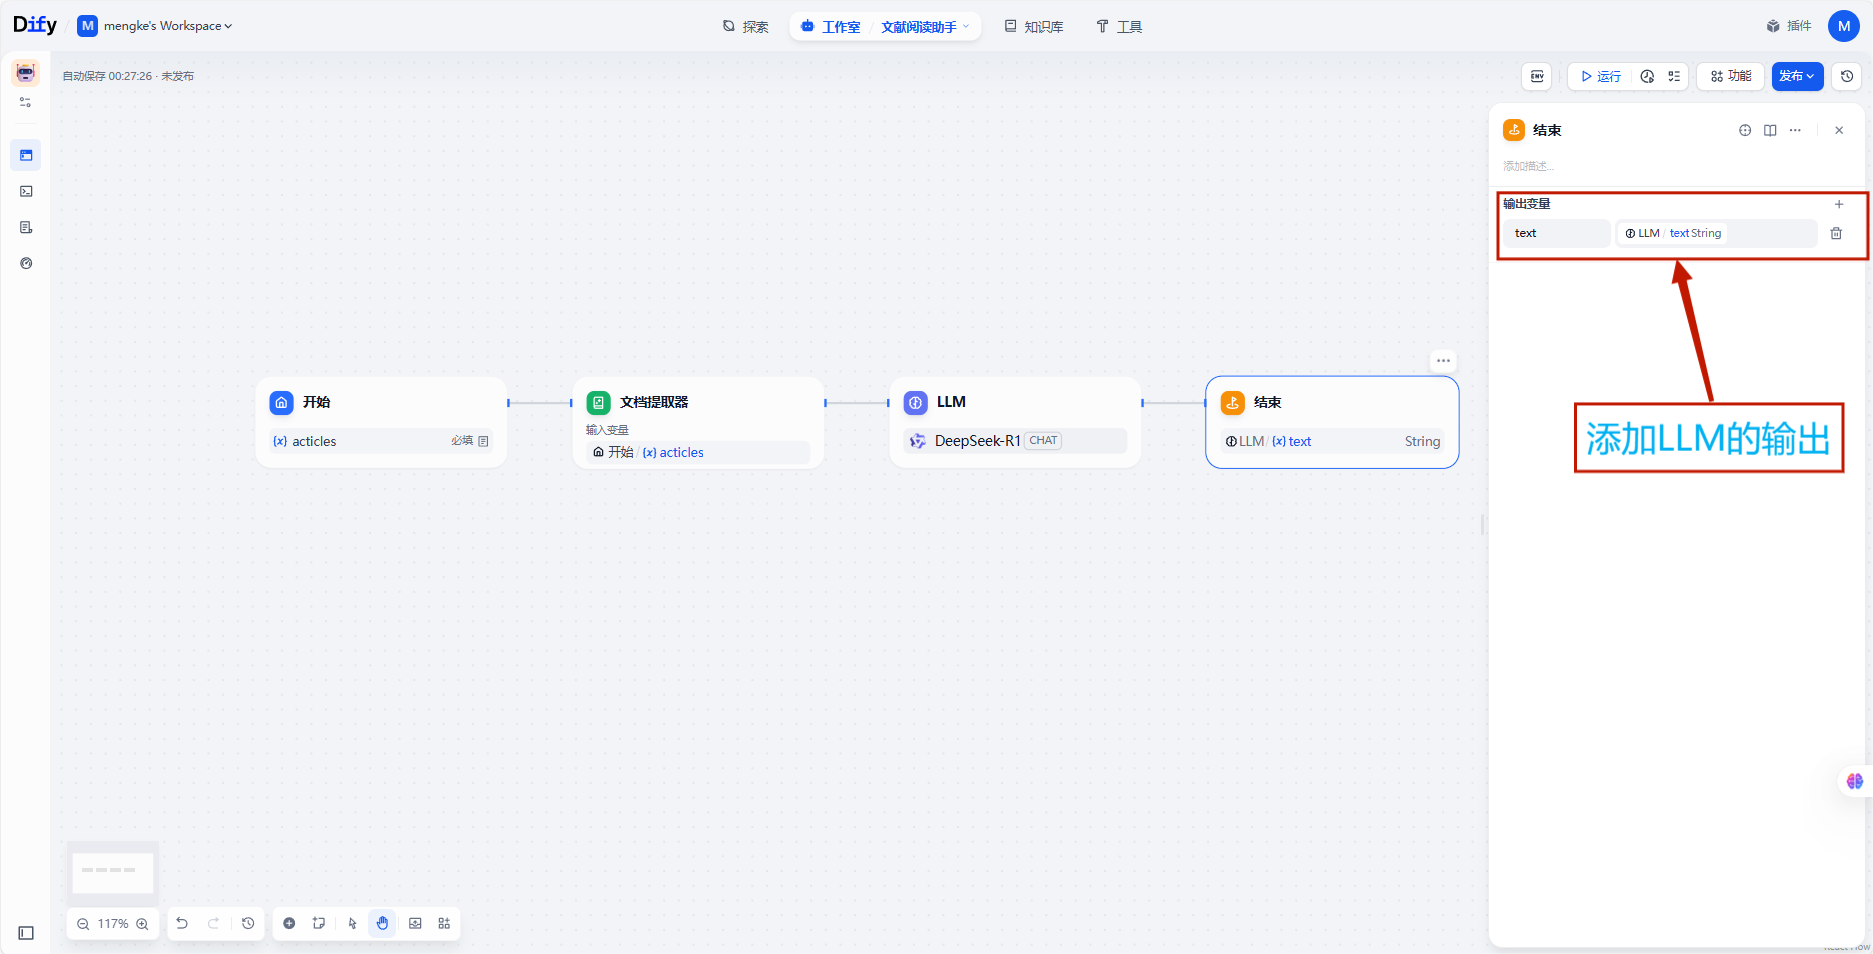 Dify
M mengke's Workspace
探索
工作室 / 文献阅读助手
知识库
工具
插件
M
自动保存 00:27:26 · 未发布
ENV
运行
功能
发布
结束
添加描述...
输出变量
text
LLM / text String
添加LLM的输出
开始
(x) acticles 必填
文档提取器
输入变量
开始 / (x) acticles
LLM
DeepSeek-R1 CHAT
结束
LLM / (x) text String
117%
React Flow